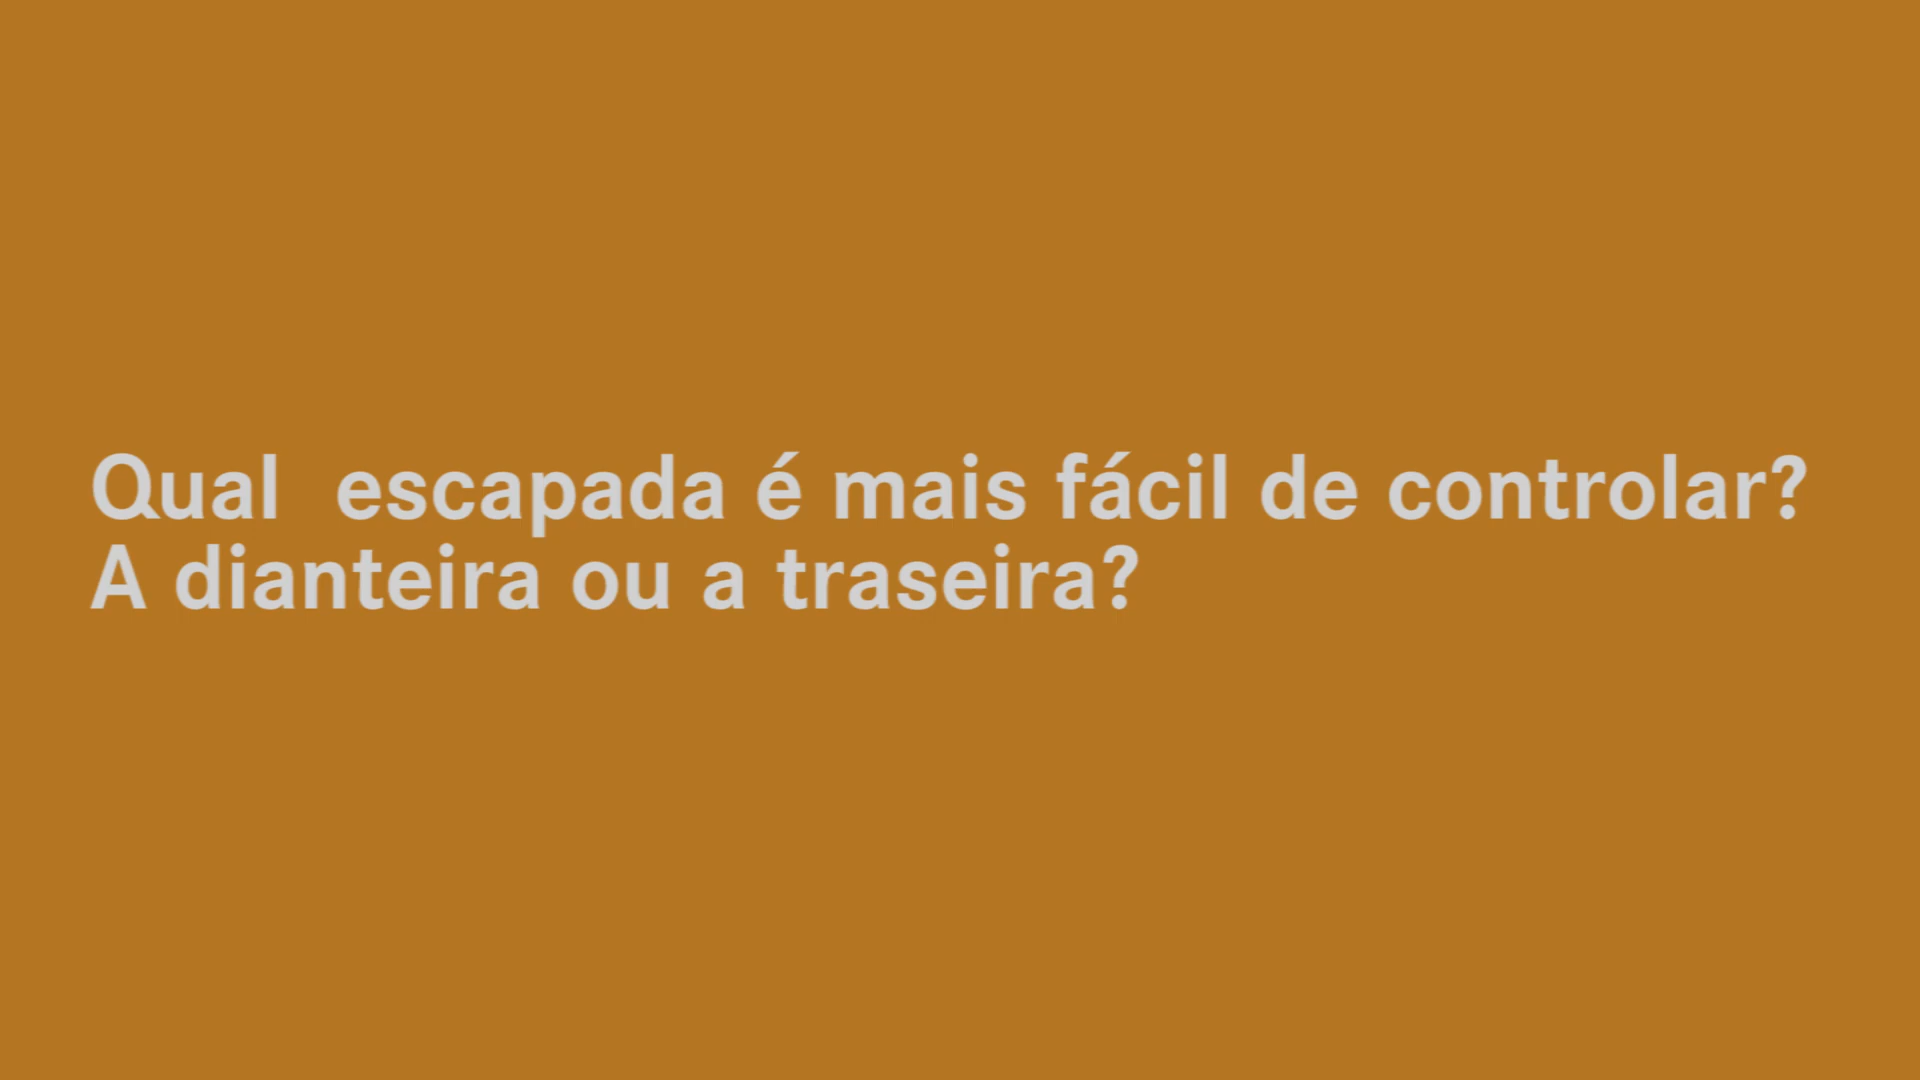 Qual  escapada é mais fácil de controlar?
A dianteira ou a traseira?